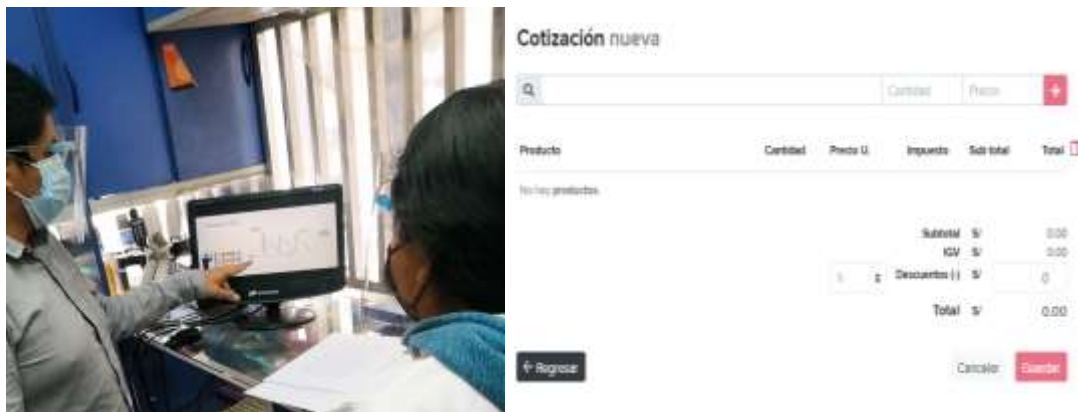 Cotización nueva
Cantidad Precio +
Producto Cantidad Precio U. Impuesto Sub total Total
No hay productos.
Subtotal S/ 0.00
IGV S/ 0.00
Descuentos (-) S/ 0
Total S/ 0.00
← Regresar Cancelar Guardar